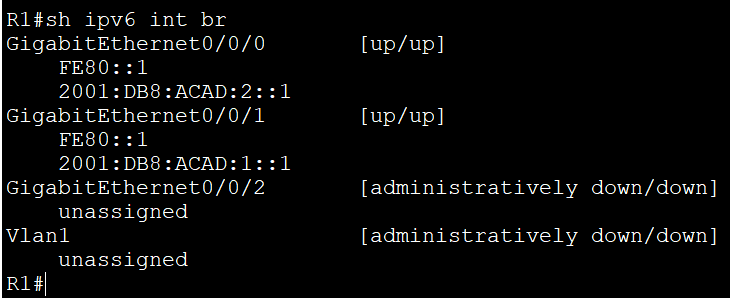 R1#sh ipv6 int br
GigabitEthernet0/0/0 [up/up]
FE80::1
2001:DB8:ACAD:2::1
GigabitEthernet0/0/1 [up/up]
FE80::1
2001:DB8:ACAD:1::1
GigabitEthernet0/0/2 [administratively down/down]
unassigned
Vlan1 [administratively down/down]
unassigned
R1#